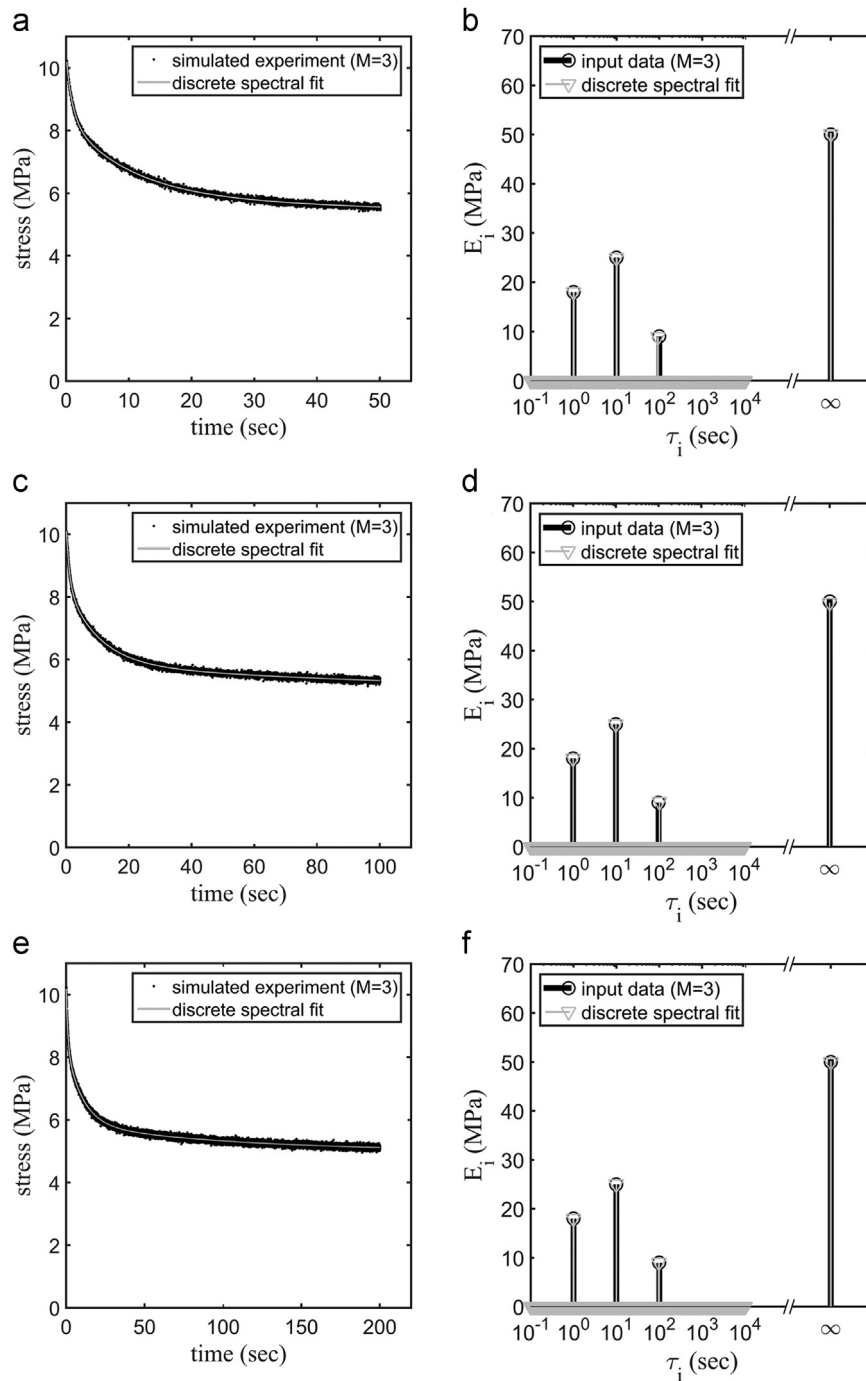 a
simulated experiment (M=3)
discrete spectral fit
10
8
6
4
2
0
stress (MPa)
0 10 20 30 40 50
time (sec)
b
input data (M=3)
discrete spectral fit
70
60
50
40
30
20
10
0
E_i (MPa)
10^-1 10^0 10^1 10^2 10^3 10^4 ∞
τ_i (sec)
c
simulated experiment (M=3)
discrete spectral fit
10
8
6
4
2
0
stress (MPa)
0 20 40 60 80 100
time (sec)
d
input data (M=3)
discrete spectral fit
70
60
50
40
30
20
10
0
E_i (MPa)
10^-1 10^0 10^1 10^2 10^3 10^4 ∞
τ_i (sec)
e
simulated experiment (M=3)
discrete spectral fit
10
8
6
4
2
0
stress (MPa)
0 50 100 150 200
time (sec)
f
input data (M=3)
discrete spectral fit
70
60
50
40
30
20
10
0
E_i (MPa)
10^-1 10^0 10^1 10^2 10^3 10^4 ∞
τ_i (sec)